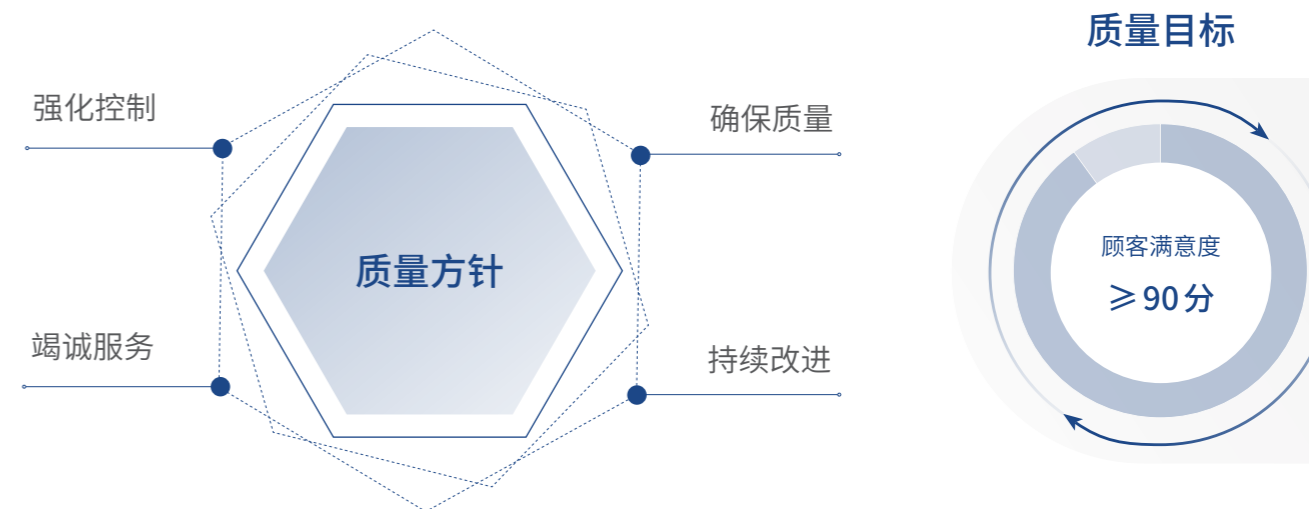 强化控制
确保质量
质量方针
竭诚服务
持续改进
质量目标
顾客满意度
≥90分